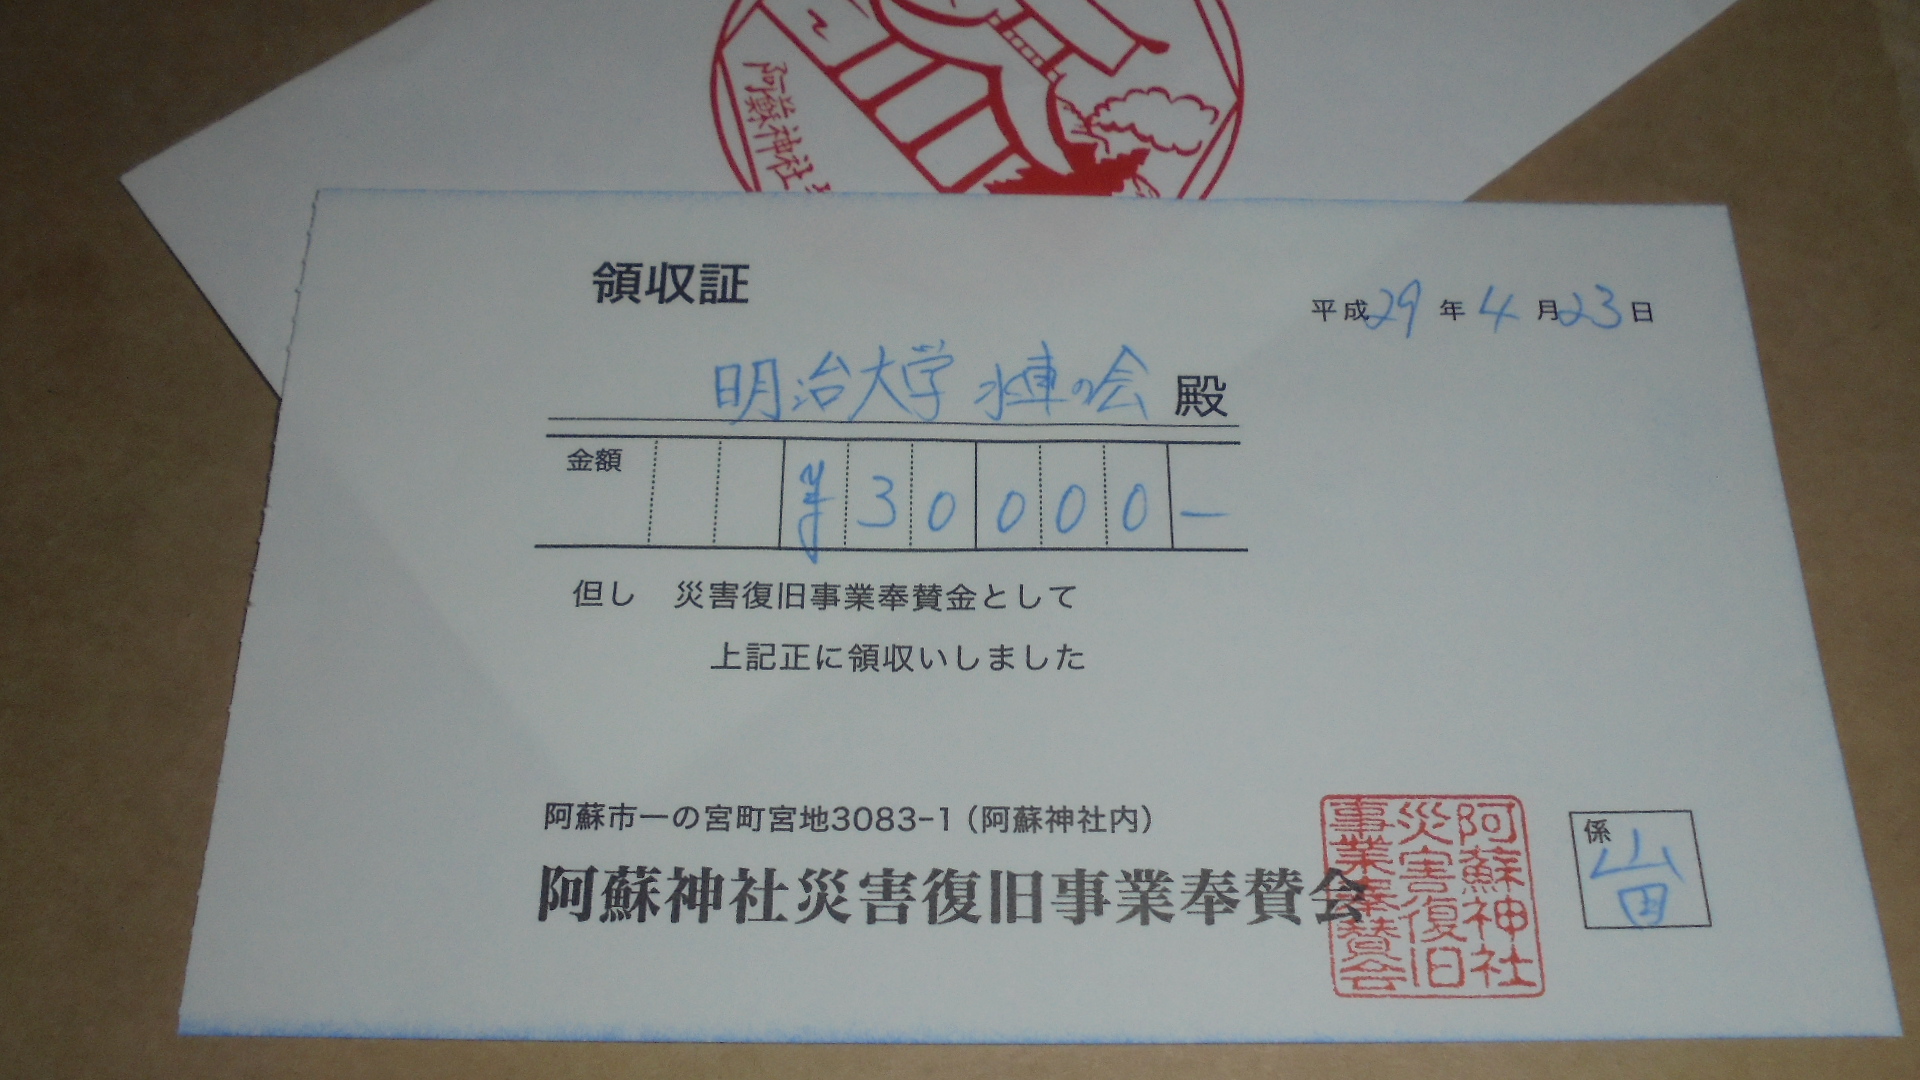 阿蘇神社
領収証
平成29年4月23日
明治大学 水車の会 殿
金額 ¥30000-
但し 災害復旧事業奉賛金として
上記正に領収いしました
阿蘇市一の宮町宮地3083-1(阿蘇神社内)
阿蘇神社災害復旧事業奉賛会
阿蘇神社
災害復旧
事業奉賛会
係
山田